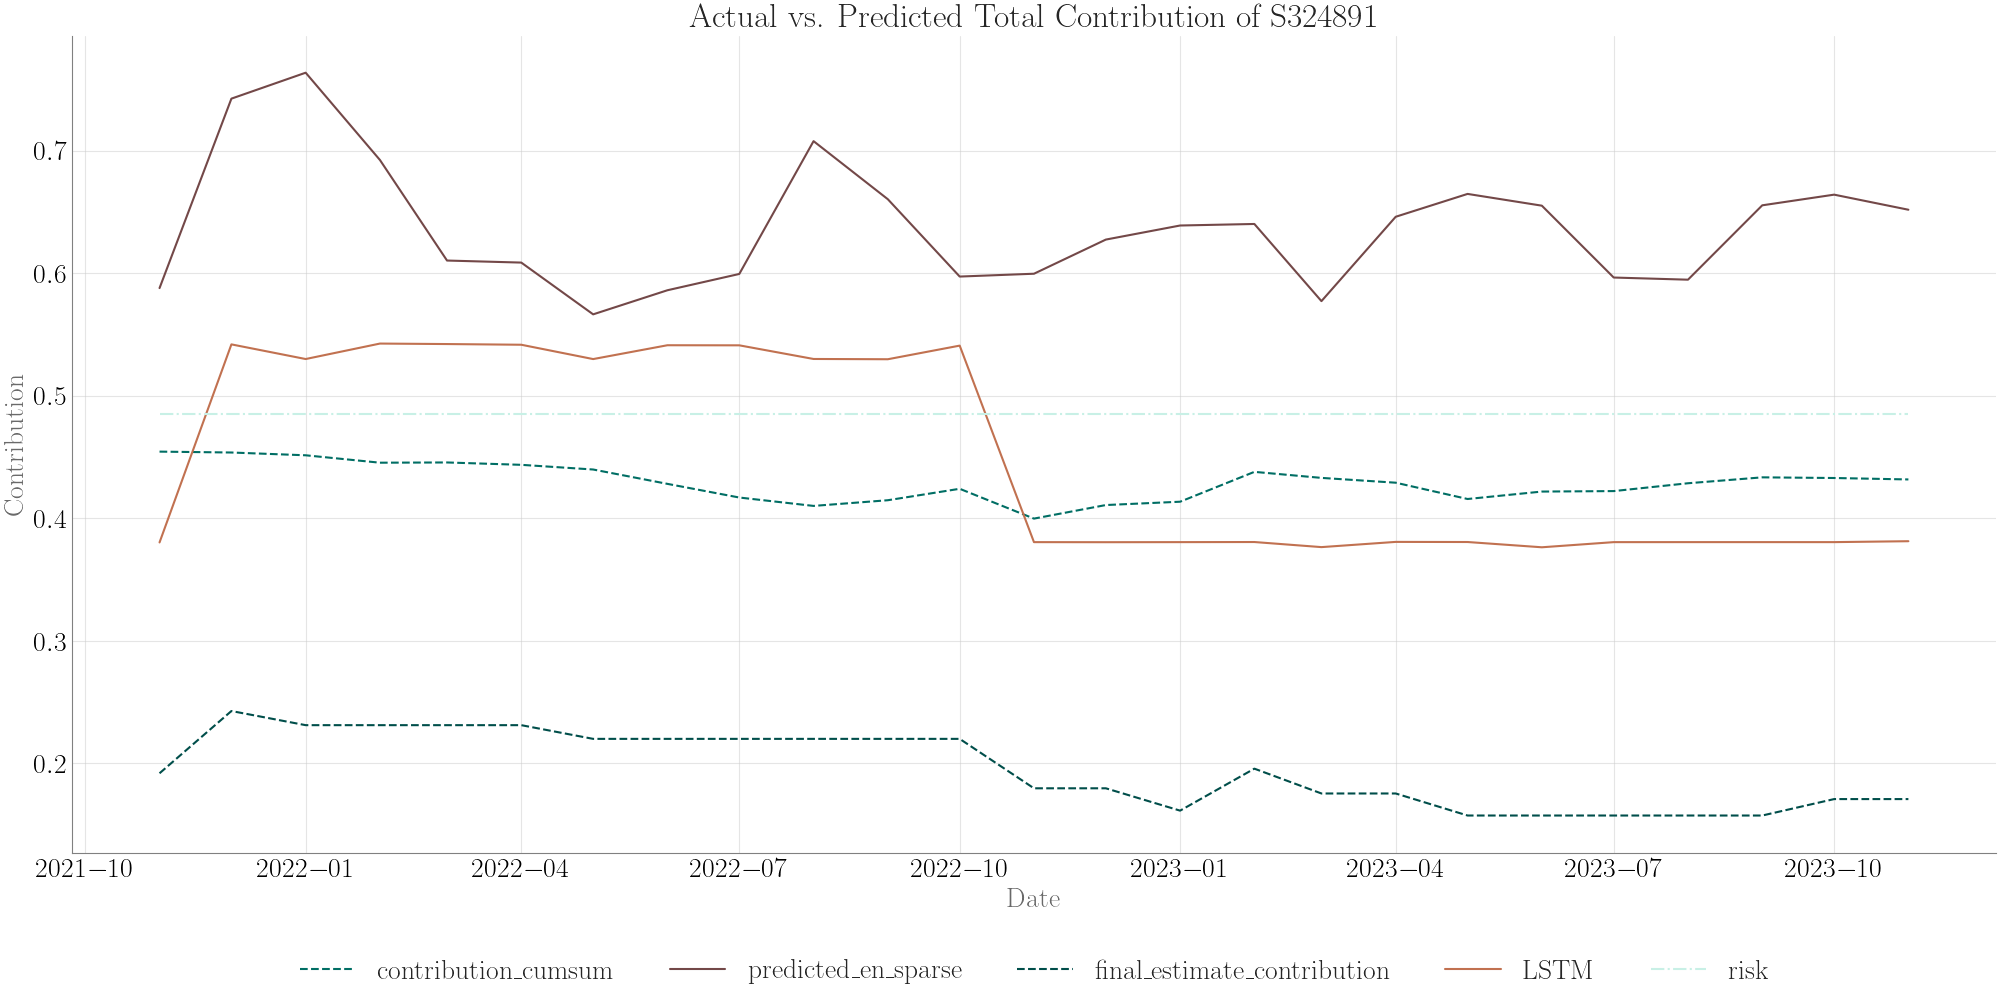 Actual vs. Predicted Total Contribution of S324891
Contribution
0.7
0.6
0.5
0.4
0.3
0.2
2021−10 2022−01 2022−04 2022−07 2022−10 2023−01 2023−04 2023−07 2023−10
Date
contribution_cumsum predicted_en_sparse final_estimate_contribution LSTM risk